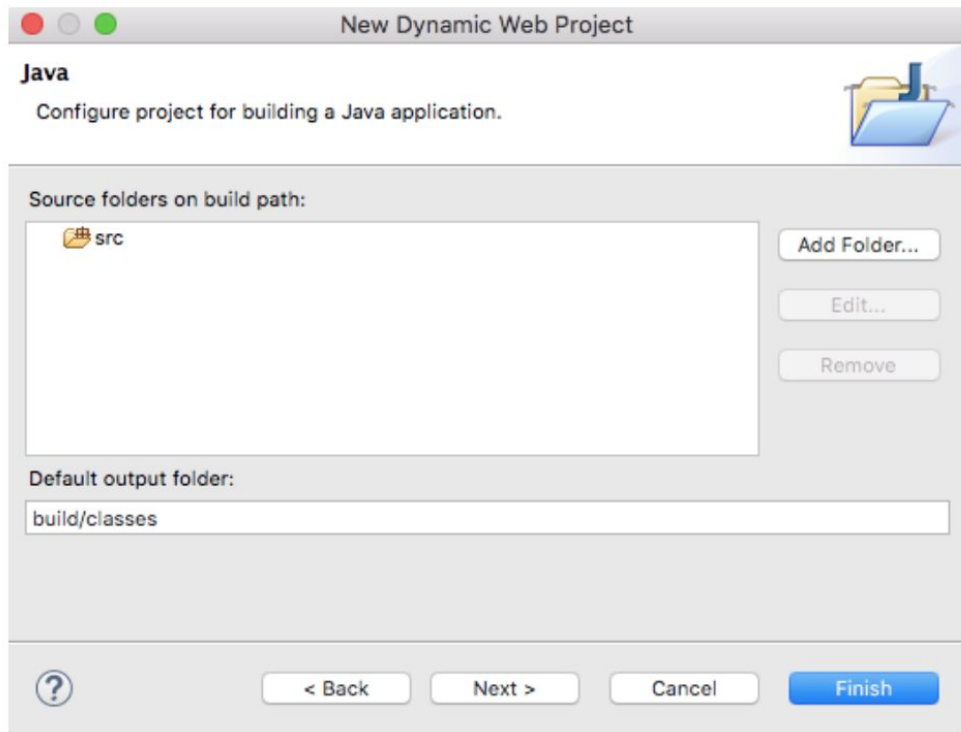 New Dynamic Web Project
Java
Configure project for building a Java application.
Source folders on build path:
src
Add Folder...
Edit...
Remove
Default output folder:
build/classes
?
< Back
Next >
Cancel
Finish